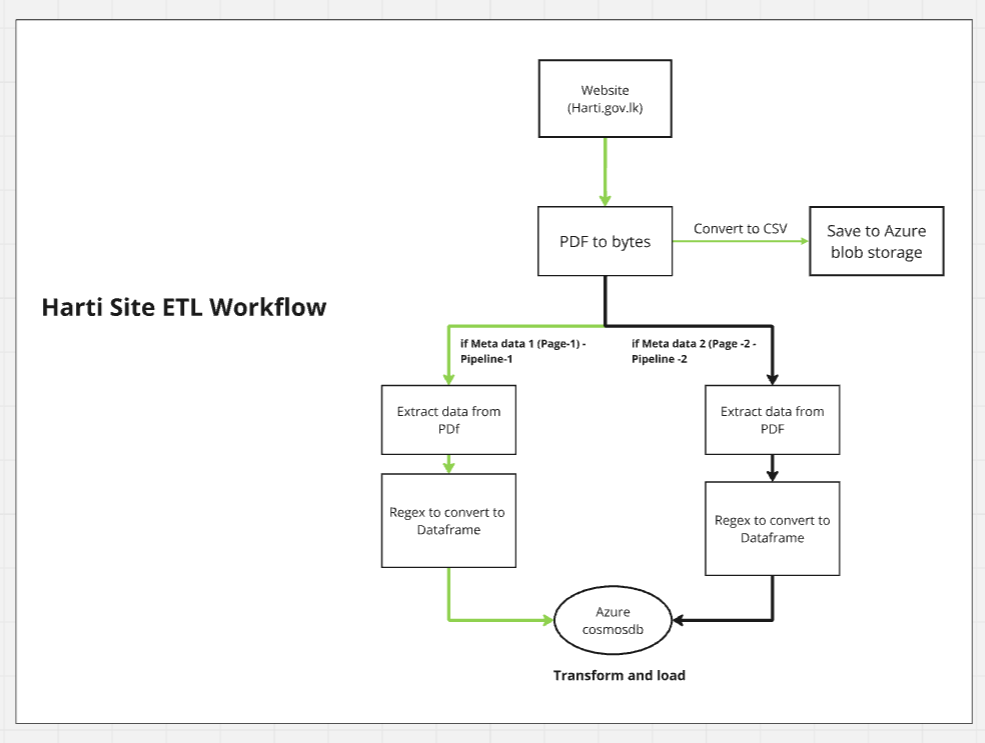 Website
(Harti.gov.lk)
PDF to bytes
Convert to CSV
Save to Azure
blob storage
Harti Site ETL Workflow
if Meta data 1 (Page-1) -
Pipeline-1
if Meta data 2 (Page -2 -
Pipeline -2
Extract data from
PDf
Extract data from
PDF
Regex to convert to
Dataframe
Regex to convert to
Dataframe
Azure
cosmosdb
Transform and load